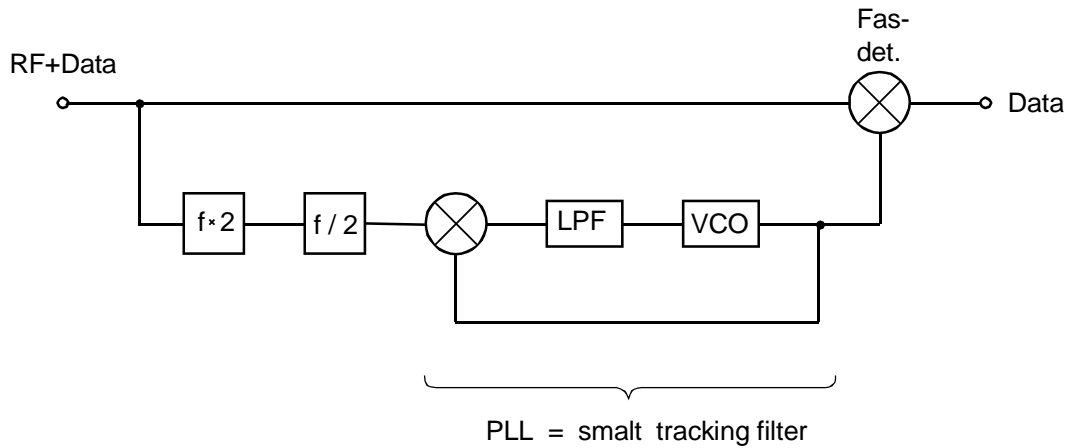 Fas-
det.
RF+Data
Data
f×2
f / 2
LPF
VCO
PLL = smalt tracking filter